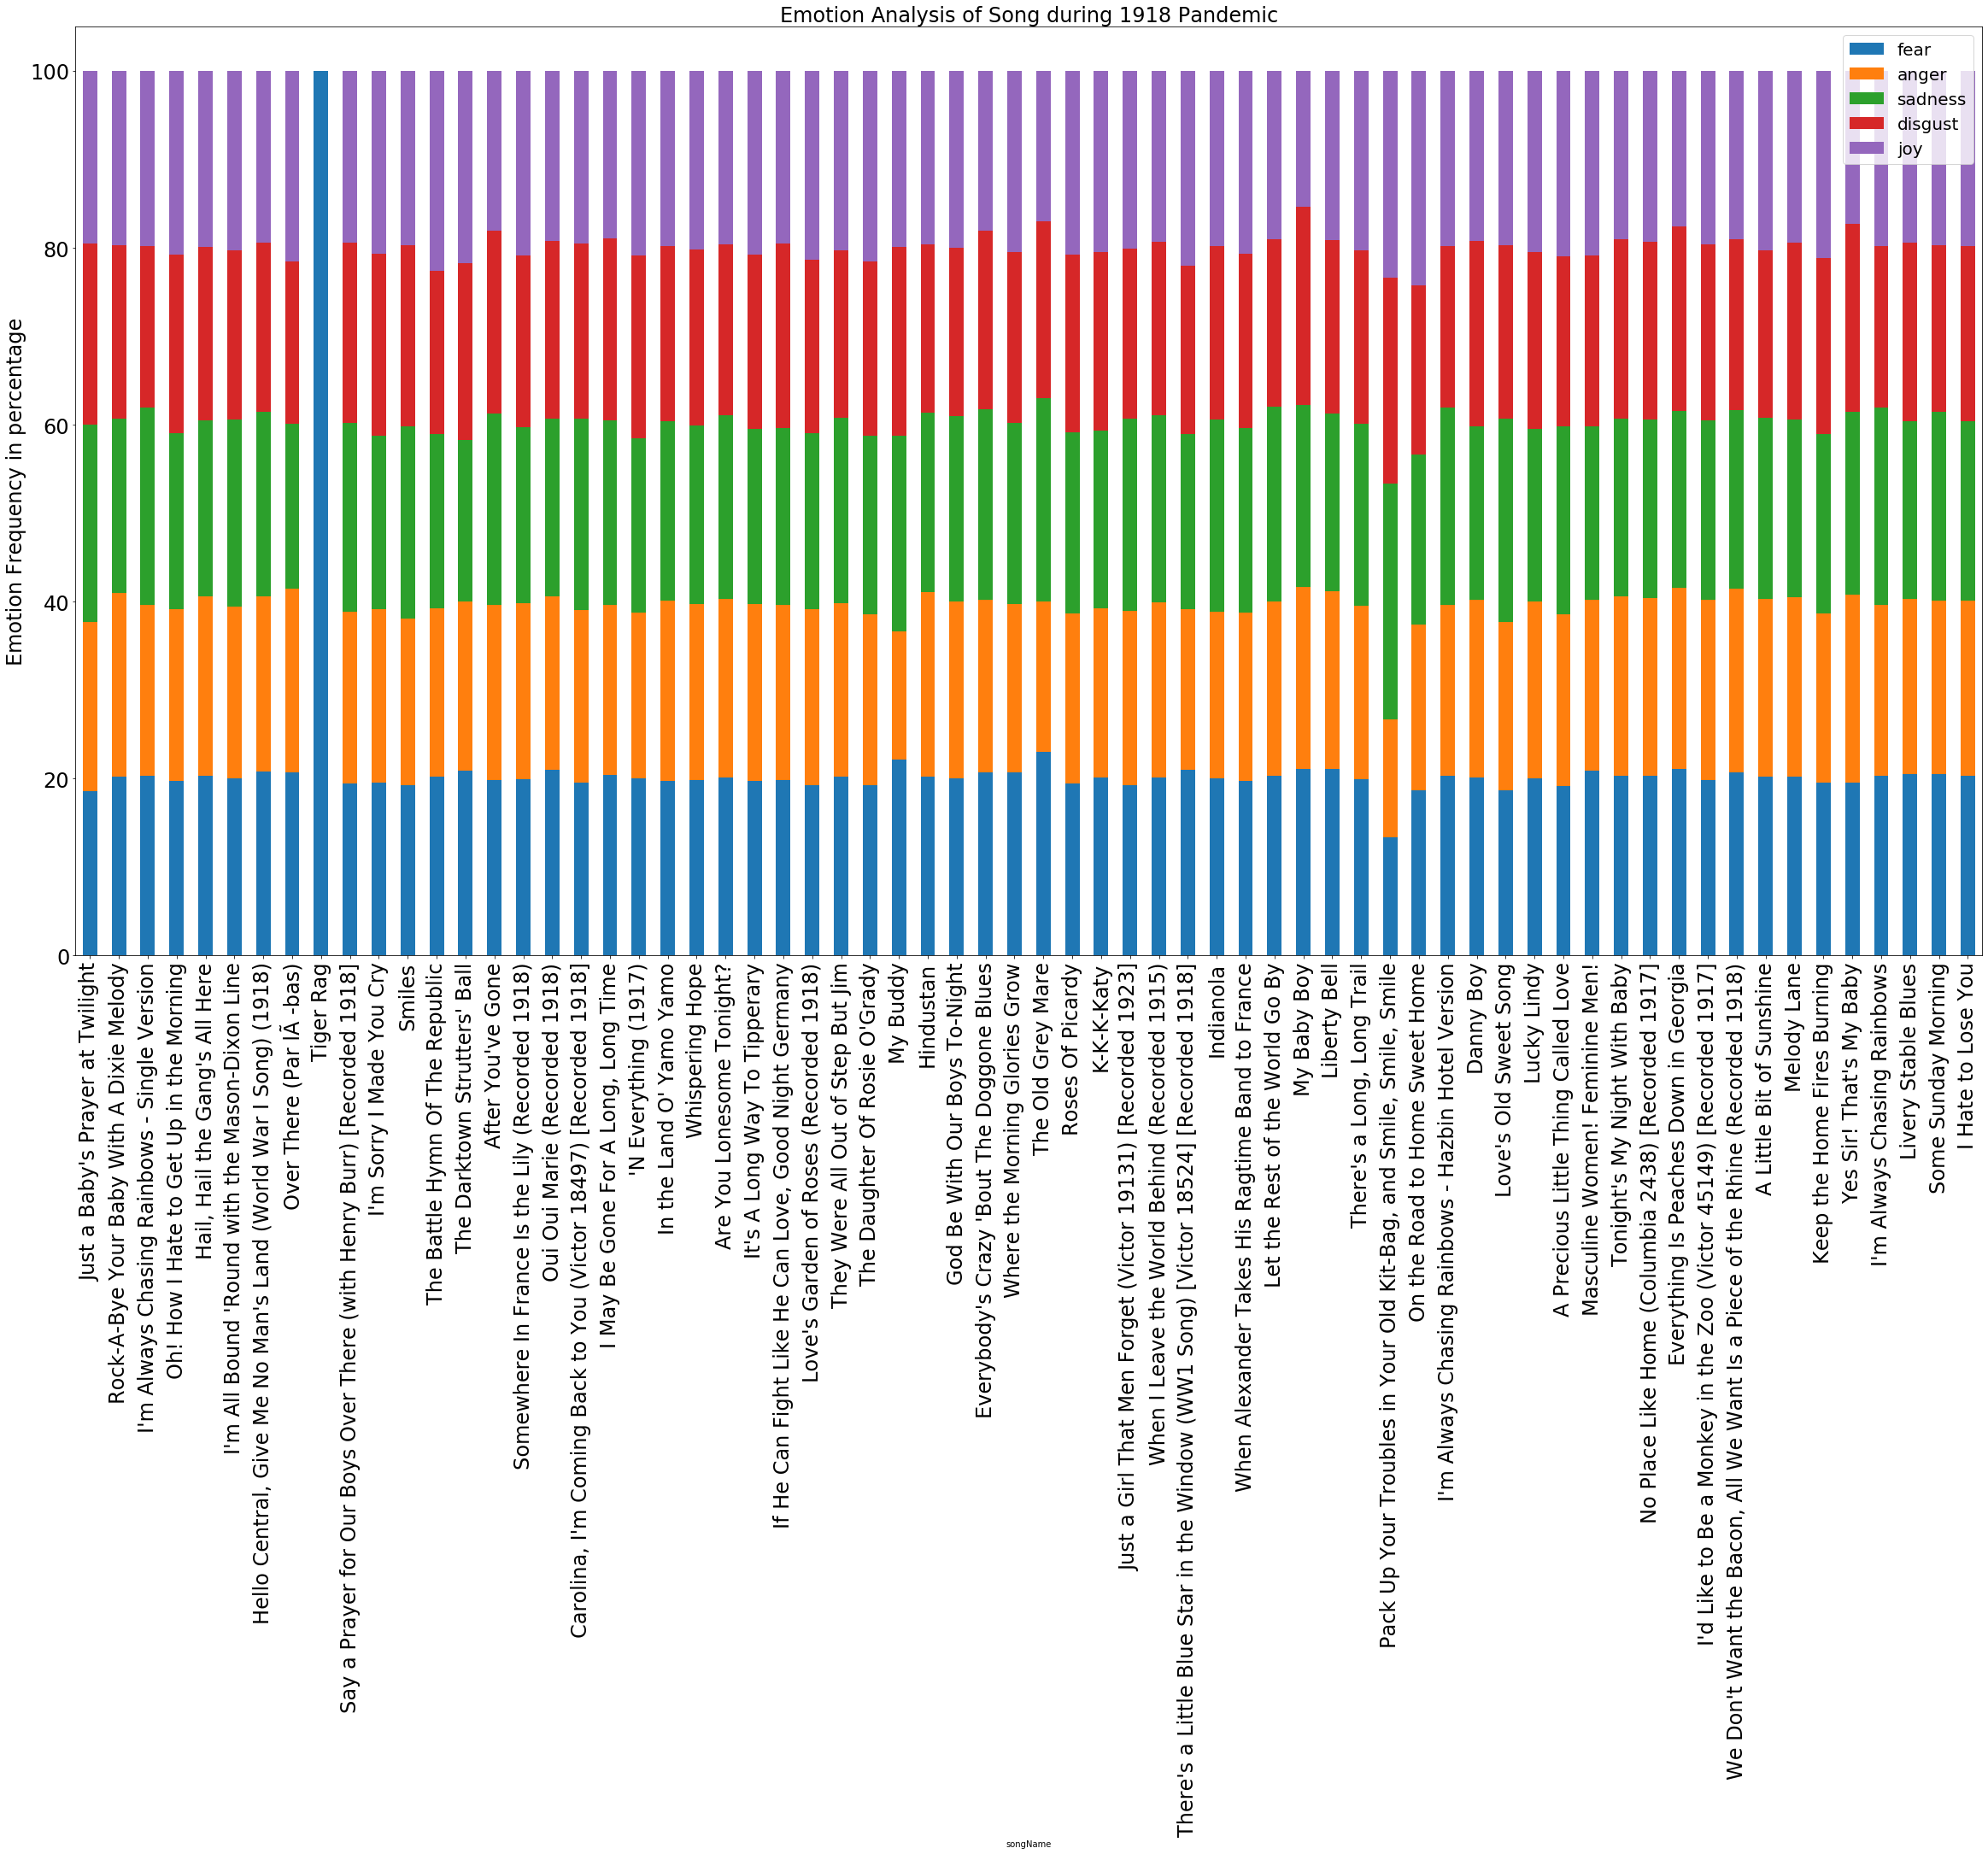 Emotion Analysis of Song during 1918 Pandemic
fear
anger
sadness
disgust
joy
Emotion Frequency in percentage
100
80
60
40
20
0
Just a Baby's Prayer at Twilight
Rock-A-Bye Your Baby With A Dixie Melody
I'm Always Chasing Rainbows - Single Version
Oh! How I Hate to Get Up in the Morning
Hail, Hail the Gang's All Here
I'm All Bound 'Round with the Mason-Dixon Line
Hello Central, Give Me No Man's Land (World War I Song) (1918)
Over There (Par lÃ -bas)
Tiger Rag
Say a Prayer for Our Boys Over There (with Henry Burr) [Recorded 1918]
I'm Sorry I Made You Cry
Smiles
The Battle Hymn Of The Republic
The Darktown Strutters' Ball
After You've Gone
Somewhere In France Is the Lily (Recorded 1918)
Oui Oui Marie (Recorded 1918)
Carolina, I'm Coming Back to You (Victor 18497) [Recorded 1918]
I May Be Gone For A Long, Long Time
'N Everything (1917)
In the Land O' Yamo Yamo
Whispering Hope
Are You Lonesome Tonight?
It's A Long Way To Tipperary
If He Can Fight Like He Can Love, Good Night Germany
Love's Garden of Roses (Recorded 1918)
They Were All Out of Step But Jim
The Daughter Of Rosie O'Grady
My Buddy
Hindustan
God Be With Our Boys To-Night
Everybody's Crazy 'Bout The Doggone Blues
Where the Morning Glories Grow
The Old Grey Mare
Roses Of Picardy
K-K-K-Katy
Just a Girl That Men Forget (Victor 19131) [Recorded 1923]
When I Leave the World Behind (Recorded 1915)
There's a Little Blue Star in the Window (WW1 Song) [Victor 18524] [Recorded 1918]
Indianola
When Alexander Takes His Ragtime Band to France
Let the Rest of the World Go By
My Baby Boy
Liberty Bell
There's a Long, Long Trail
Pack Up Your Troubles in Your Old Kit-Bag, and Smile, Smile, Smile
On the Road to Home Sweet Home
I'm Always Chasing Rainbows - Hazbin Hotel Version
Danny Boy
Love's Old Sweet Song
Lucky Lindy
A Precious Little Thing Called Love
Masculine Women! Feminine Men!
Tonight's My Night With Baby
No Place Like Home (Columbia 2438) [Recorded 1917]
Everything Is Peaches Down in Georgia
I'd Like to Be a Monkey in the Zoo (Victor 45149) [Recorded 1917]
We Don't Want the Bacon, All We Want Is a Piece of the Rhine (Recorded 1918)
A Little Bit of Sunshine
Melody Lane
Keep the Home Fires Burning
Yes Sir! That's My Baby
I'm Always Chasing Rainbows
Livery Stable Blues
Some Sunday Morning
I Hate to Lose You
songName